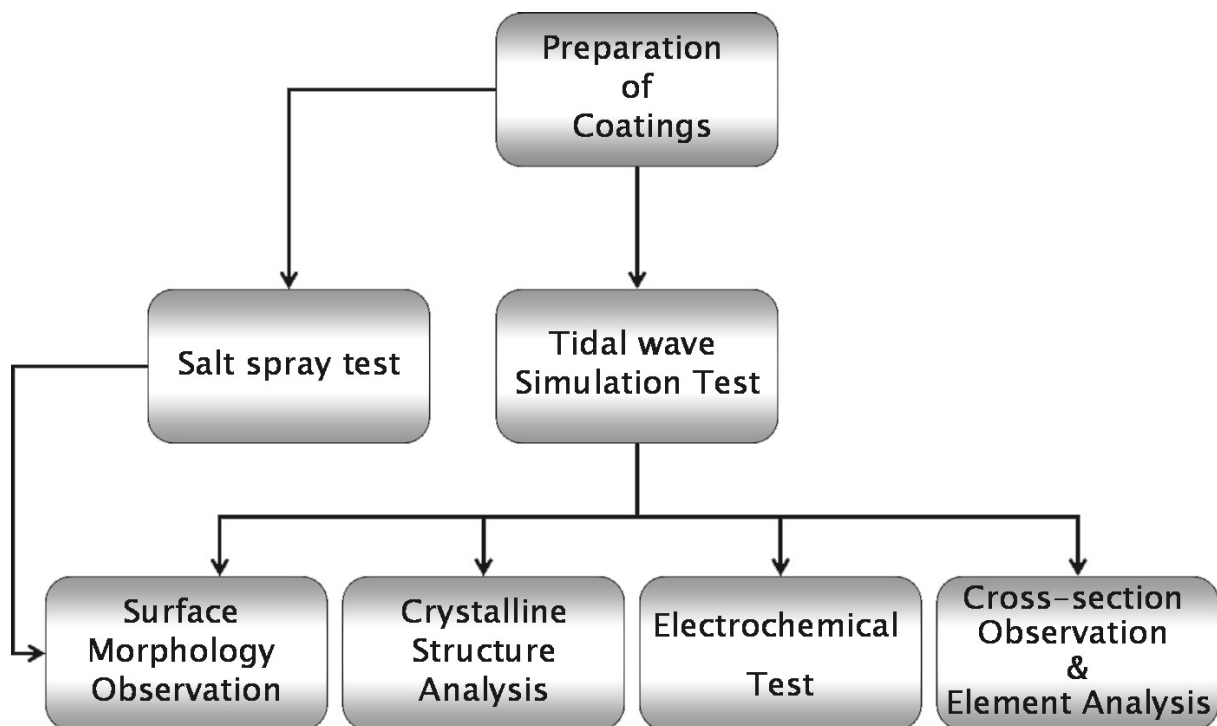 Preparation
of
Coatings
Salt spray test
Tidal wave
Simulation Test
Surface
Morphology
Observation
Crystalline
Structure
Analysis
Electrochemical
Test
Cross-section
Observation
&
Element Analysis